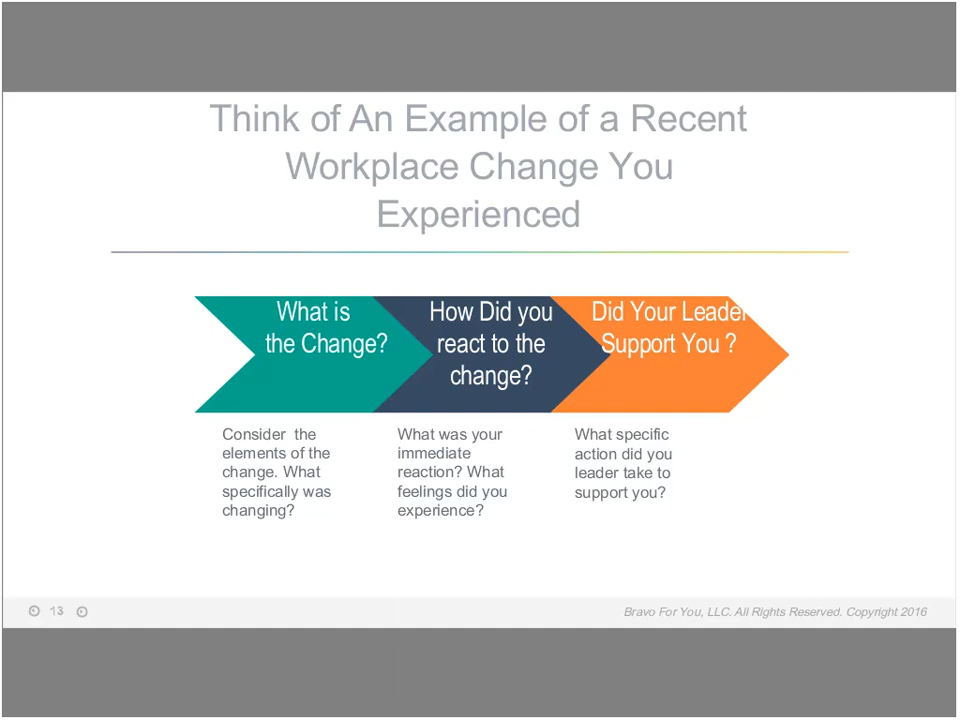 Think of An Example of a Recent
Workplace Change You
Experienced
What is
the Change?
How Did you
react to the
change?
Did Your Leader
Support You ?
Consider the
elements of the
change. What
specifically was
changing?
What was your
immediate
reaction? What
feelings did you
experience?
What specific
action did you
leader take to
support you?
13
Bravo For You, LLC. All Rights Reserved. Copyright 2016